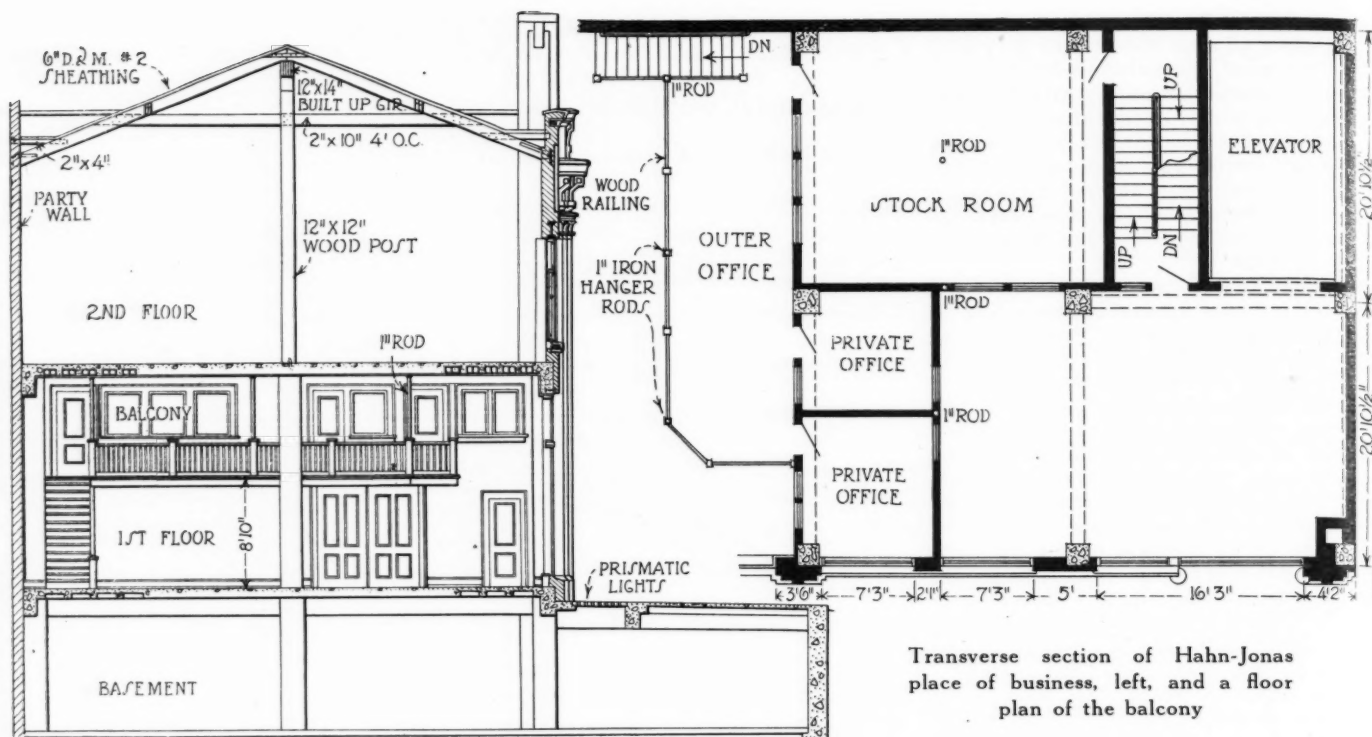 6" D.&M. #2
SHEATHING
12"x14"
BUILT UP GIR.
2"x10" 4' O.C.
2"x4"
PARTY
WALL
12"X12"
WOOD POST
2ND FLOOR
1" ROD
BALCONY
1ST FLOOR
8'10"
BASEMENT
PRISMATIC
LIGHTS
DN
1" ROD
WOOD
RAILING
1" IRON
HANGER
RODS
OUTER
OFFICE
1" ROD
STOCK ROOM
UP
UP
DN
ELEVATOR
20'10½"
1" ROD
PRIVATE
OFFICE
1" ROD
PRIVATE
OFFICE
20'10½"
3'6" 7'3" 2'1" 7'3" 5' 16'3" 4'2"
Transverse section of Hahn-Jonas
place of business, left, and a floor
plan of the balcony